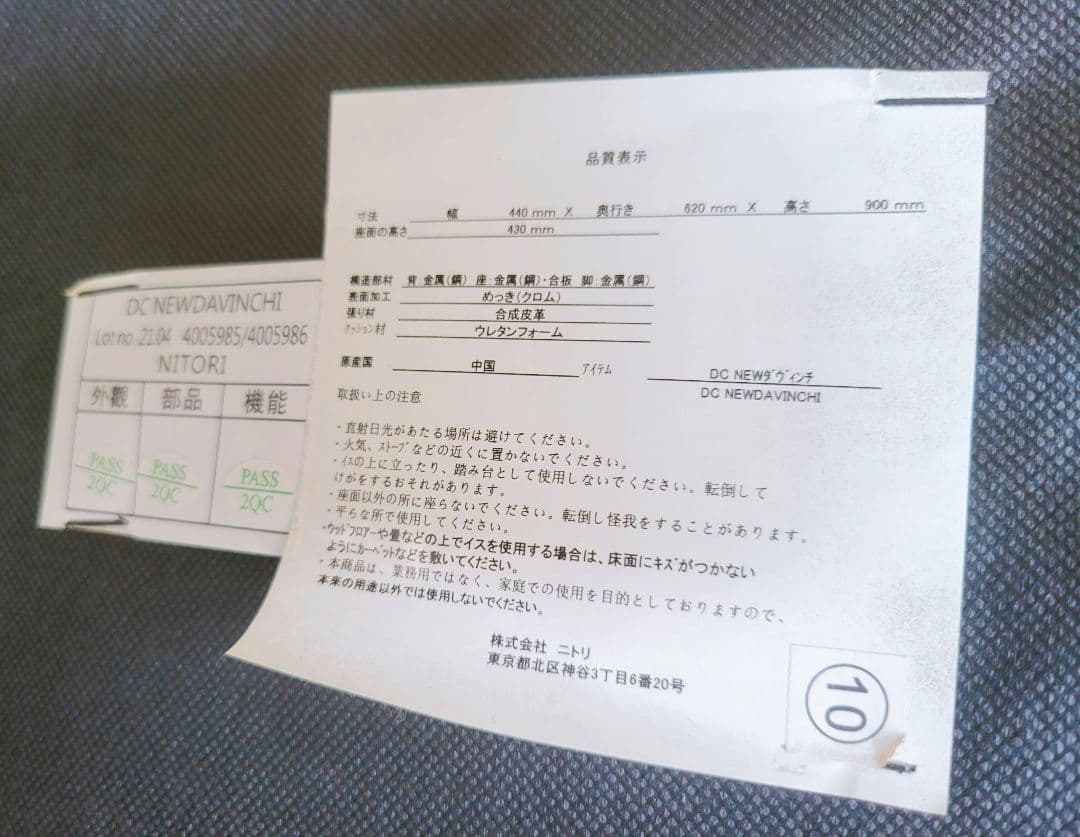 品質表示
寸法 幅 440 mm X 奥行き 620 mm X 高さ 900 mm
座面の高さ 430 mm
構造部材 背:金属(鋼) 座:金属(鋼)・合板 脚:金属(鋼)
表面加工 めっき(クロム)
張り材 合成皮革
クッション材 ウレタンフォーム
原産国 中国 アイテム DC NEWダヴィンチ
DC NEWDAVINCHI
取扱い上の注意
・直射日光があたる場所は避けてください。
・火気、ストーブなどの近くに置かないでください。
・イスの上に立ったり、踏み台として使用しないでください。転倒して
けがをするおそれがあります。
・座面以外の所に座らないでください。転倒し怪我をすることがあります。
・平らな所で使用してください。
・ウッドフロアーや畳などの上でイスを使用する場合は、床面にキズがつかない
ようにカーペットなどを敷いてください。
・本商品は、業務用ではなく、家庭での使用を目的としておりますので、
本来の用途以外では使用しないでください。
株式会社 ニトリ
東京都北区神谷3丁目6番20号
10
DC NEWDAVINCHI
Lot no. 21.04 4005985/4005986
NITORI
外觀 部品 機能
PASS PASS PASS
2QC 2QC 2QC